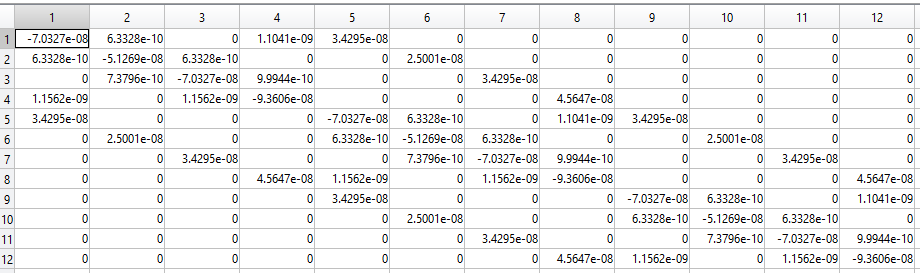 1 2 3 4 5 6 7 8 9 10 11 12
1 -7.0327e-08 6.3328e-10 0 1.1041e-09 3.4295e-08 0 0 0 0 0 0 0
2 6.3328e-10 -5.1269e-08 6.3328e-10 0 0 2.5001e-08 0 0 0 0 0 0
3 0 7.3796e-10 -7.0327e-08 9.9944e-10 0 0 3.4295e-08 0 0 0 0 0
4 1.1562e-09 0 1.1562e-09 -9.3606e-08 0 0 0 4.5647e-08 0 0 0 0
5 3.4295e-08 0 0 0 -7.0327e-08 6.3328e-10 0 1.1041e-09 3.4295e-08 0 0 0
6 0 2.5001e-08 0 0 6.3328e-10 -5.1269e-08 6.3328e-10 0 0 2.5001e-08 0 0
7 0 0 3.4295e-08 0 0 7.3796e-10 -7.0327e-08 9.9944e-10 0 0 3.4295e-08 0
8 0 0 0 4.5647e-08 1.1562e-09 0 1.1562e-09 -9.3606e-08 0 0 0 4.5647e-08
9 0 0 0 0 3.4295e-08 0 0 0 -7.0327e-08 6.3328e-10 0 1.1041e-09
10 0 0 0 0 0 2.5001e-08 0 0 6.3328e-10 -5.1269e-08 6.3328e-10 0
11 0 0 0 0 0 0 3.4295e-08 0 0 7.3796e-10 -7.0327e-08 9.9944e-10
12 0 0 0 0 0 0 0 4.5647e-08 1.1562e-09 0 1.1562e-09 -9.3606e-08